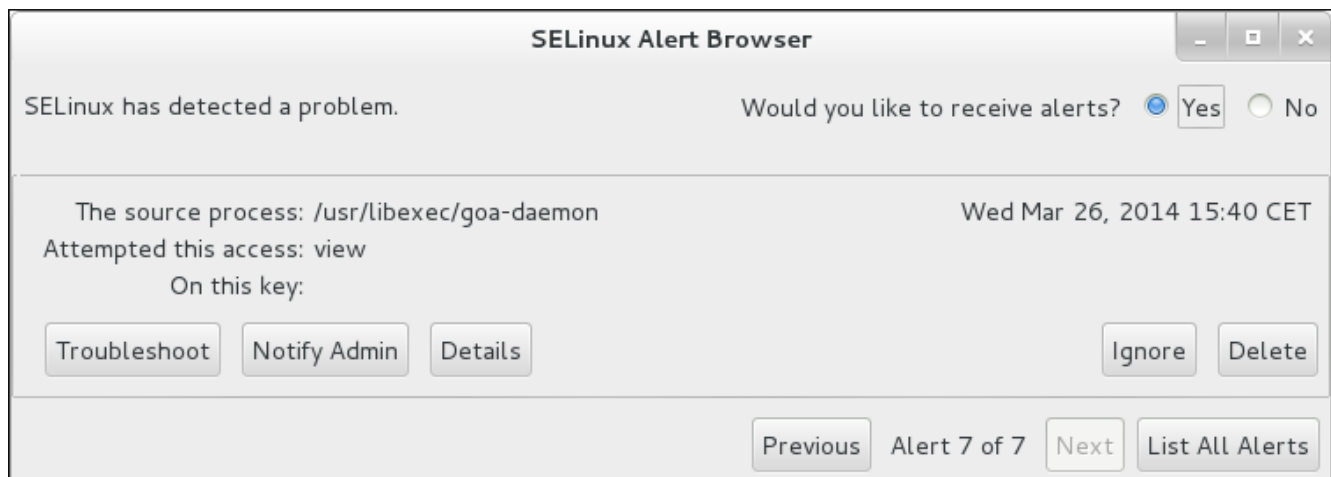 SELinux Alert Browser
SELinux has detected a problem.
Would you like to receive alerts? Yes No
The source process: /usr/libexec/goa-daemon
Wed Mar 26, 2014 15:40 CET
Attempted this access: view
On this key:
Troubleshoot Notify Admin Details Ignore Delete
Previous Alert 7 of 7 Next List All Alerts